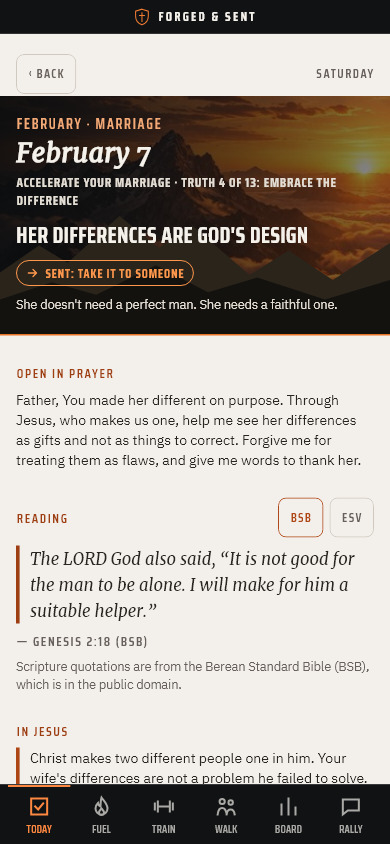 FORGED & SENT
‹ BACK
SATURDAY
FEBRUARY · MARRIAGE
February 7
ACCELERATE YOUR MARRIAGE · TRUTH 4 OF 13: EMBRACE THE
DIFFERENCE
HER DIFFERENCES ARE GOD'S DESIGN
→ SENT: TAKE IT TO SOMEONE
She doesn't need a perfect man. She needs a faithful one.
OPEN IN PRAYER
Father, You made her different on purpose. Through
Jesus, who makes us one, help me see her differences
as gifts and not as things to correct. Forgive me for
treating them as flaws, and give me words to thank her.
READING
BSB
ESV
The LORD God also said, “It is not good for
the man to be alone. I will make for him a
suitable helper.”
— GENESIS 2:18 (BSB)
Scripture quotations are from the Berean Standard Bible (BSB),
which is in the public domain.
IN JESUS
Christ makes two different people one in him. Your
wife's differences are not a problem he failed to solve.
TODAY
FUEL
TRAIN
WALK
BOARD
RALLY